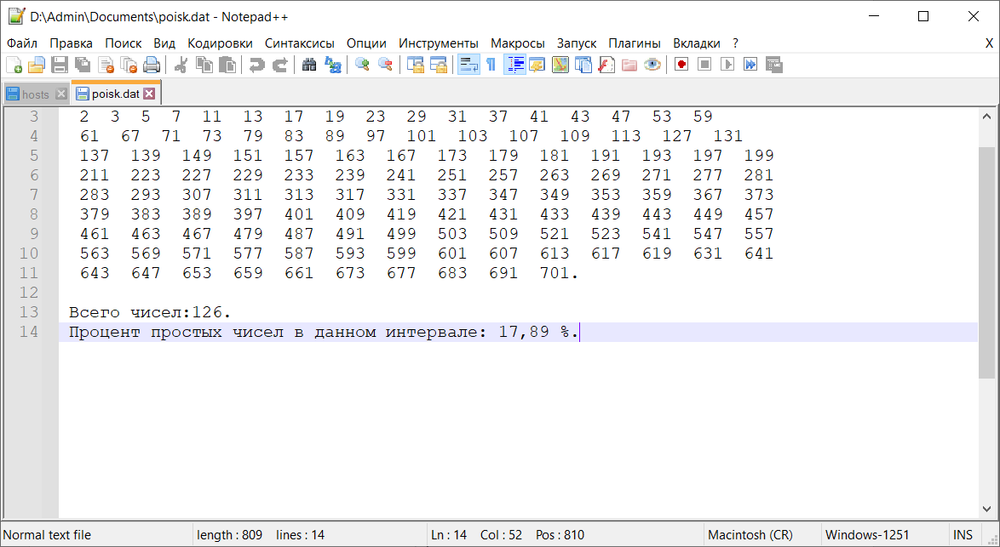 D:\Admin\Documents\poisk.dat - Notepad++
Файл Правка Поиск Вид Кодировки Синтаксисы Опции Инструменты Макросы Запуск Плагины Вкладки ? X
hosts poisk.dat
3 2 3 5 7 11 13 17 19 23 29 31 37 41 43 47 53 59
4 61 67 71 73 79 83 89 97 101 103 107 109 113 127 131
5 137 139 149 151 157 163 167 173 179 181 191 193 197 199
6 211 223 227 229 233 239 241 251 257 263 269 271 277 281
7 283 293 307 311 313 317 331 337 347 349 353 359 367 373
8 379 383 389 397 401 409 419 421 431 433 439 443 449 457
9 461 463 467 479 487 491 499 503 509 521 523 541 547 557
10 563 569 571 577 587 593 599 601 607 613 617 619 631 641
11 643 647 653 659 661 673 677 683 691 701.
12
13 Всего чисел:126.
14 Процент простых чисел в данном интервале: 17,89 %.
Normal text file length : 809 lines : 14 Ln : 14 Col : 52 Pos : 810 Macintosh (CR) Windows-1251 INS